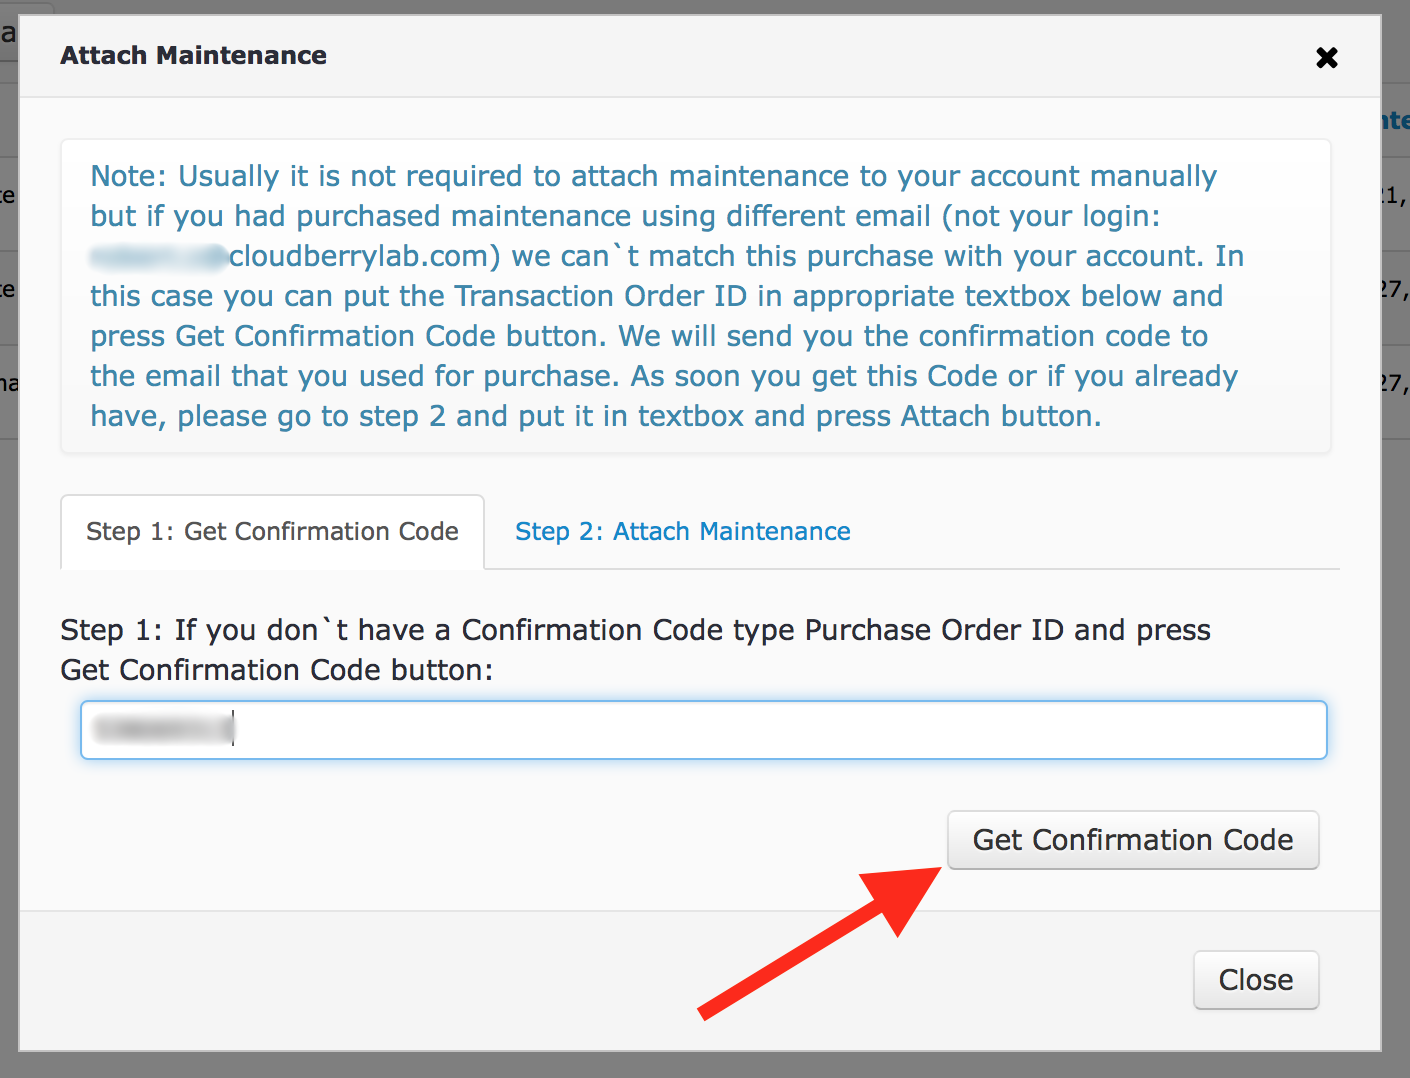 Attach Maintenance
Note: Usually it is not required to attach maintenance to your account manually
but if you had purchased maintenance using different email (not your login:
cloudberrylab.com) we can`t match this purchase with your account. In
this case you can put the Transaction Order ID in appropriate textbox below and
press Get Confirmation Code button. We will send you the confirmation code to
the email that you used for purchase. As soon you get this Code or if you already
have, please go to step 2 and put it in textbox and press Attach button.
Step 1: Get Confirmation Code
Step 2: Attach Maintenance
Step 1: If you don`t have a Confirmation Code type Purchase Order ID and press
Get Confirmation Code button:
Get Confirmation Code
Close